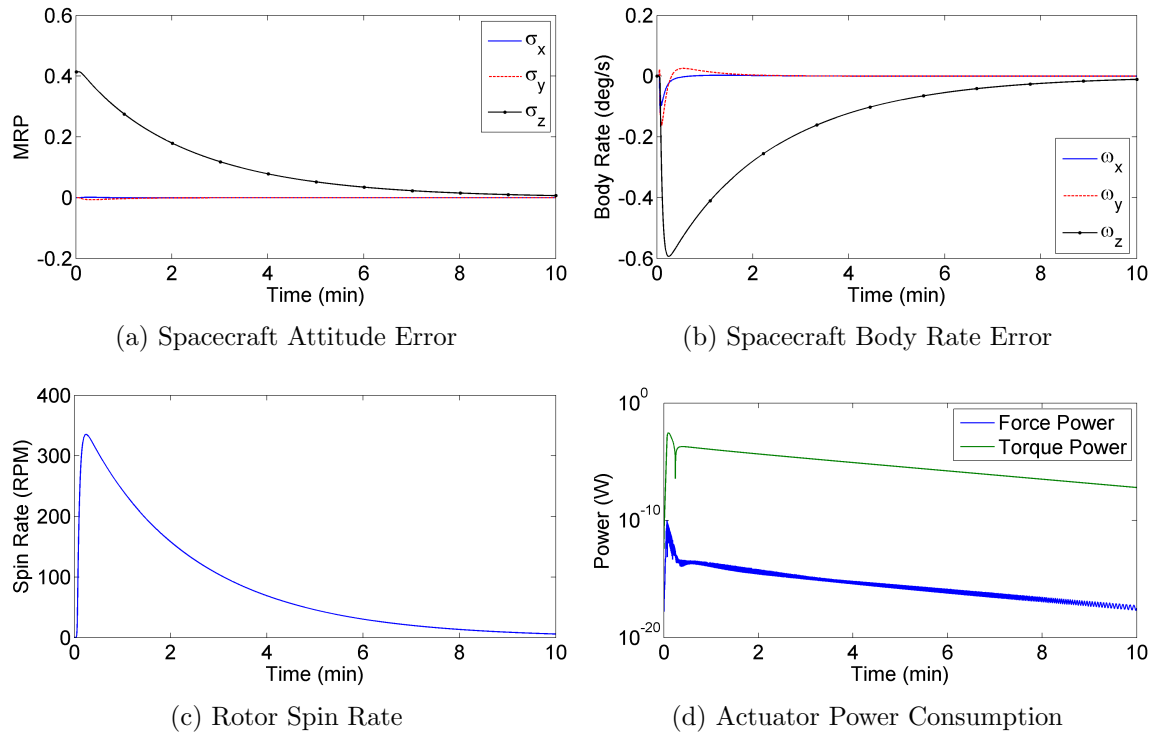 0.6
0.4
0.2
0
-0.2
MRP
0 2 4 6 8 10
Time (min)
σx
σy
σz
(a) Spacecraft Attitude Error
0.2
0
-0.2
-0.4
-0.6
Body Rate (deg/s)
0 2 4 6 8 10
Time (min)
ωx
ωy
ωz
(b) Spacecraft Body Rate Error
400
300
200
100
0
Spin Rate (RPM)
0 2 4 6 8 10
Time (min)
(c) Rotor Spin Rate
10^0
10^-10
10^-20
Power (W)
0 2 4 6 8 10
Time (min)
Force Power
Torque Power
(d) Actuator Power Consumption